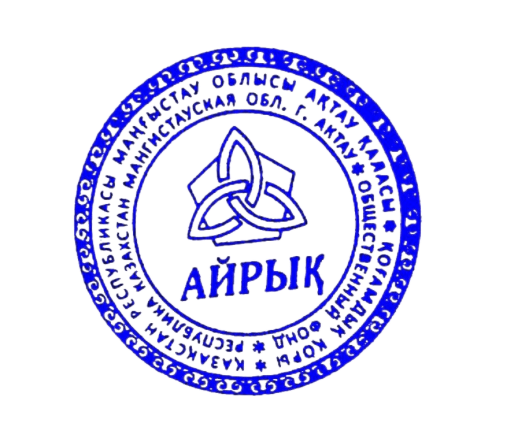 ҚАЗАҚСТАН РЕСПУБЛИКАСЫ МАҢҒЫСТАУ ОБЛЫСЫ АҚТАУ ҚАЛАСЫ * ҚОҒАМДЫҚ ҚОРЫ *
РЕСПУБЛИКА КАЗАХСТАН МАНГИСТАУСКАЯ ОБЛ. Г. АКТАУ * ОБЩЕСТВЕННЫЙ ФОНД *
АЙРЫҚ